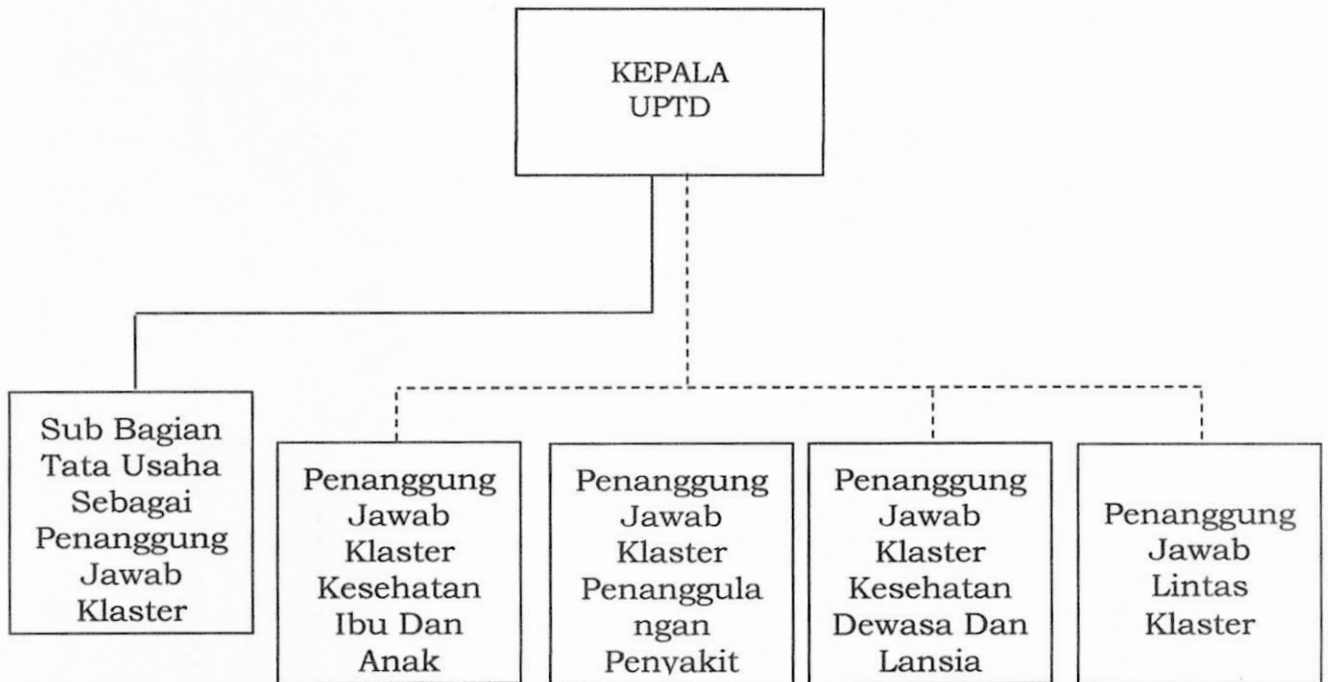 KEPALA
UPTD
Sub Bagian
Tata Usaha
Sebagai
Penanggung
Jawab
Klaster
Penanggung
Jawab
Klaster
Kesehatan
Ibu Dan
Anak
Penanggung
Jawab
Klaster
Penanggula
ngan
Penyakit
Penanggung
Jawab
Klaster
Kesehatan
Dewasa Dan
Lansia
Penanggung
Jawab
Lintas
Klaster